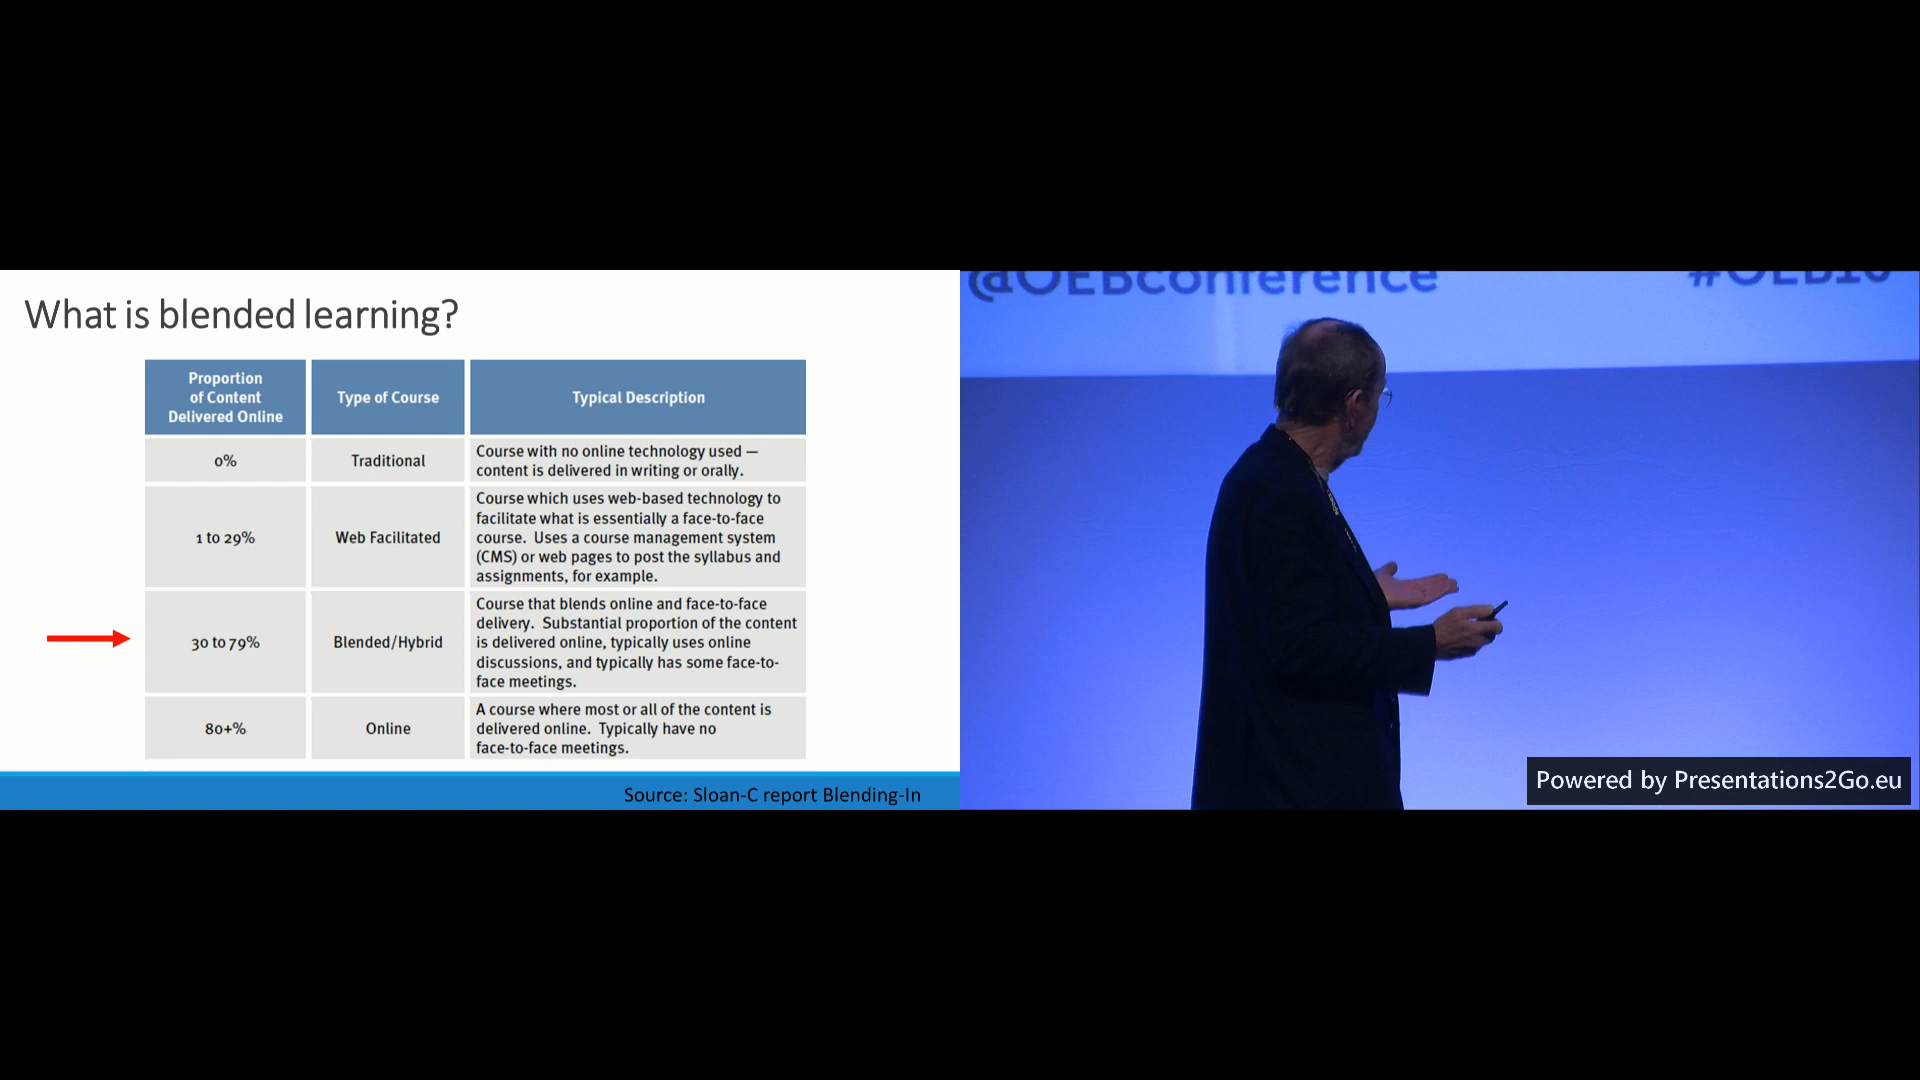 What is blended learning?
Proportion
of Content
Delivered Online
Type of Course
Typical Description
0%
Traditional
Course with no online technology used —
content is delivered in writing or orally.
1 to 29%
Web Facilitated
Course which uses web-based technology to
facilitate what is essentially a face-to-face
course. Uses a course management system
(CMS) or web pages to post the syllabus and
assignments, for example.
30 to 79%
Blended/Hybrid
Course that blends online and face-to-face
delivery. Substantial proportion of the content
is delivered online, typically uses online
discussions, and typically has some face-to-
face meetings.
80+%
Online
A course where most or all of the content is
delivered online. Typically have no
face-to-face meetings.
Source: Sloan-C report Blending-In
@OEBconference
Powered by Presentations2Go.eu